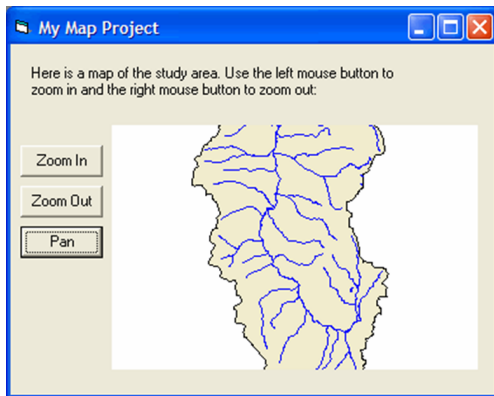 My Map Project
Here is a map of the study area. Use the left mouse button to
zoom in and the right mouse button to zoom out:
Zoom In
Zoom Out
Pan